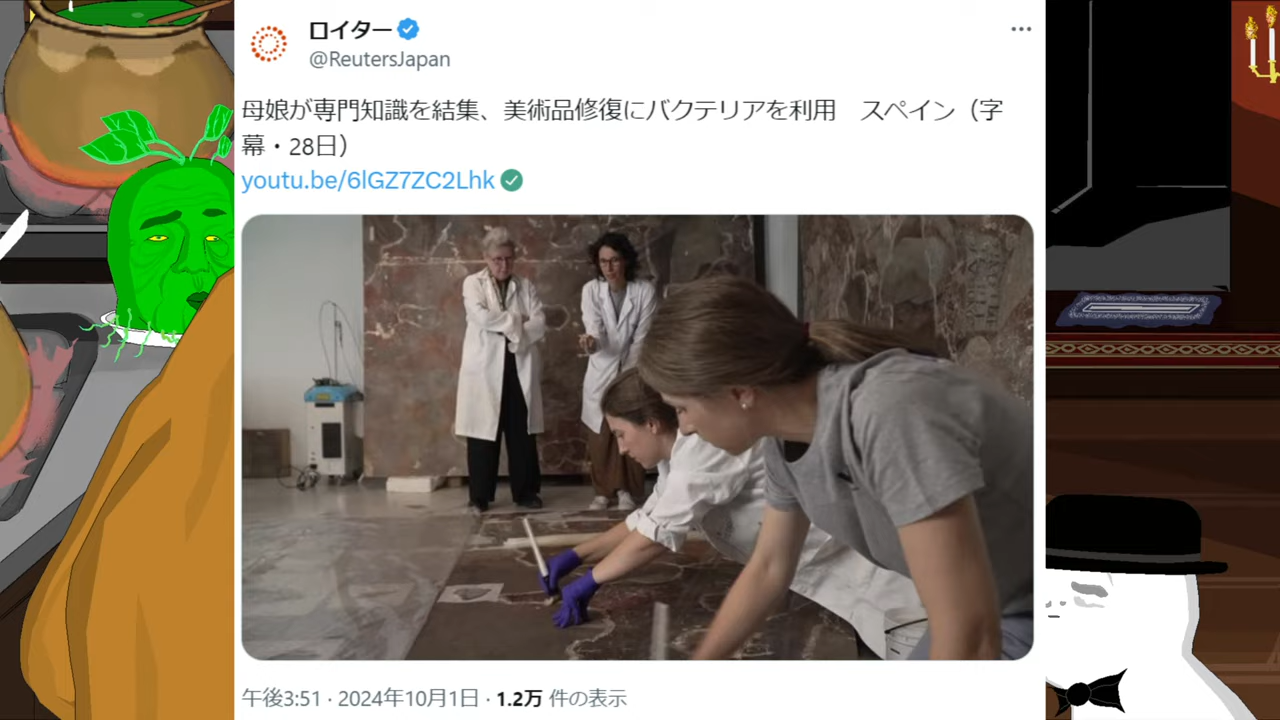 ロイター
@ReutersJapan
母娘が専門知識を結集、美術品修復にバクテリアを利用　スペイン（字
幕・28日）
youtu.be/6lGZ7ZC2Lhk
午後3:51 · 2024年10月1日 · 1.2万 件の表示